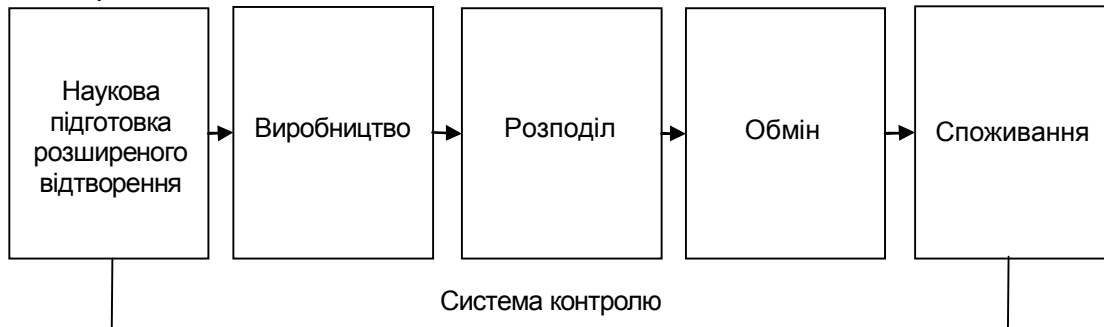 Наукова
підготовка
розширеного
відтворення
Виробництво
Розподіл
Обмін
Споживання
Система контролю